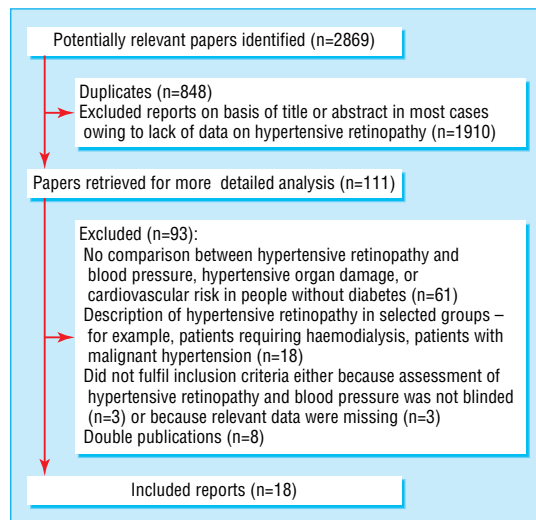 Potentially relevant papers identified (n=2869)
Duplicates (n=848)
Excluded reports on basis of title or abstract in most cases
owing to lack of data on hypertensive retinopathy (n=1910)
Papers retrieved for more detailed analysis (n=111)
Excluded (n=93):
No comparison between hypertensive retinopathy and
blood pressure, hypertensive organ damage, or
cardiovascular risk in people without diabetes (n=61)
Description of hypertensive retinopathy in selected groups –
for example, patients requiring haemodialysis, patients with
malignant hypertension (n=18)
Did not fulfil inclusion criteria either because assessment of
hypertensive retinopathy and blood pressure was not blinded
(n=3) or because relevant data were missing (n=3)
Double publications (n=8)
Included reports (n=18)